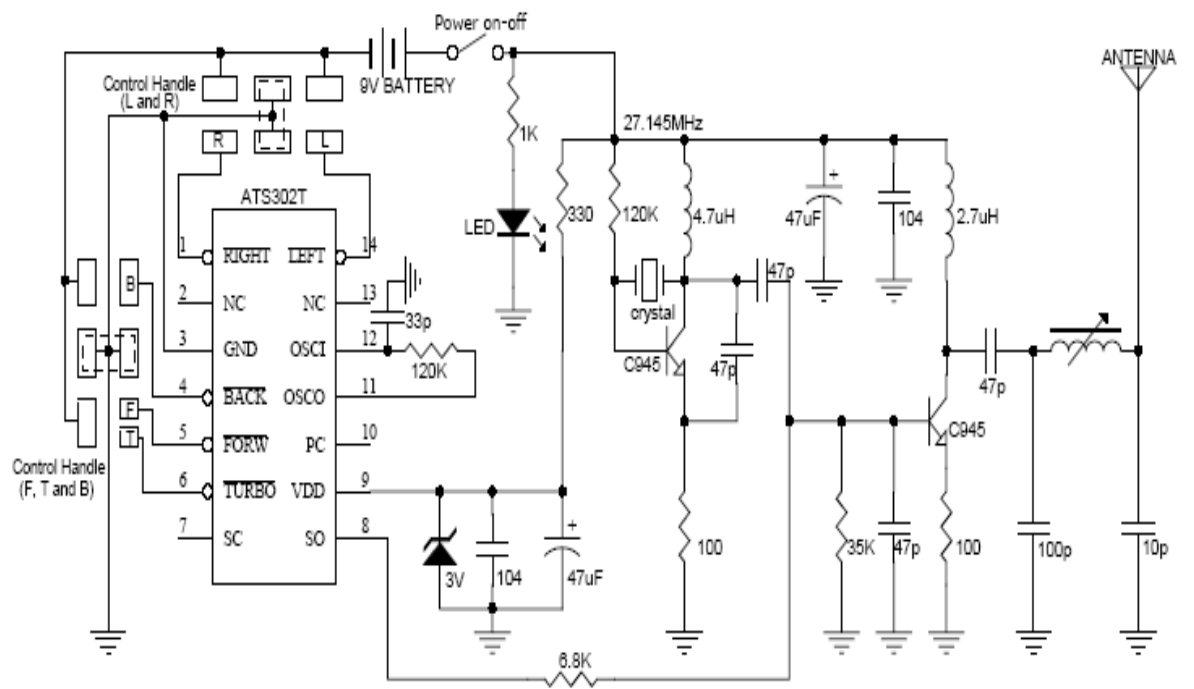 Power on-off
ANTENNA
9V BATTERY
Control Handle
(L and R)
R
L
1K
27.145MHz
ATS302T
LED
330
120K
4.7uH
+
47uF
104
2.7uH
1
RIGHT
LEFT
14
B
2
NC
NC
13
33p
47p
crystal
3
GND
OSCI
12
120K
C945
47p
47p
4
BACK
OSCO
11
F
T
5
FORW
PC
10
C945
Control Handle
(F, T and B)
6
TURBO
VDD
9
7
SC
SO
8
+
3V
104
47uF
100
35K
47p
100
100p
10p
6.8K